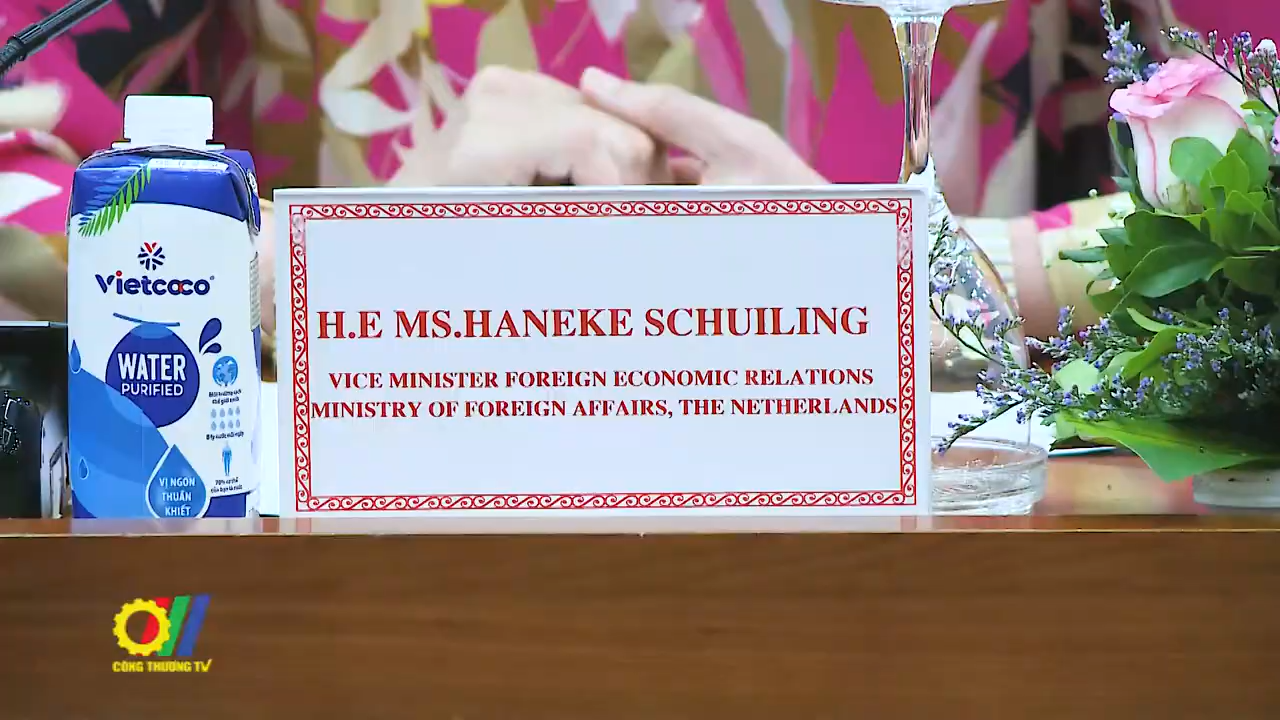 Vietcoco
WATER
PURIFIED
VỊ NGON
THUẦN
KHIẾT
H.E MS.HANEKE SCHUILING
VICE MINISTER FOREIGN ECONOMIC RELATIONS
MINISTRY OF FOREIGN AFFAIRS, THE NETHERLANDS
CÔNG THƯƠNG TV